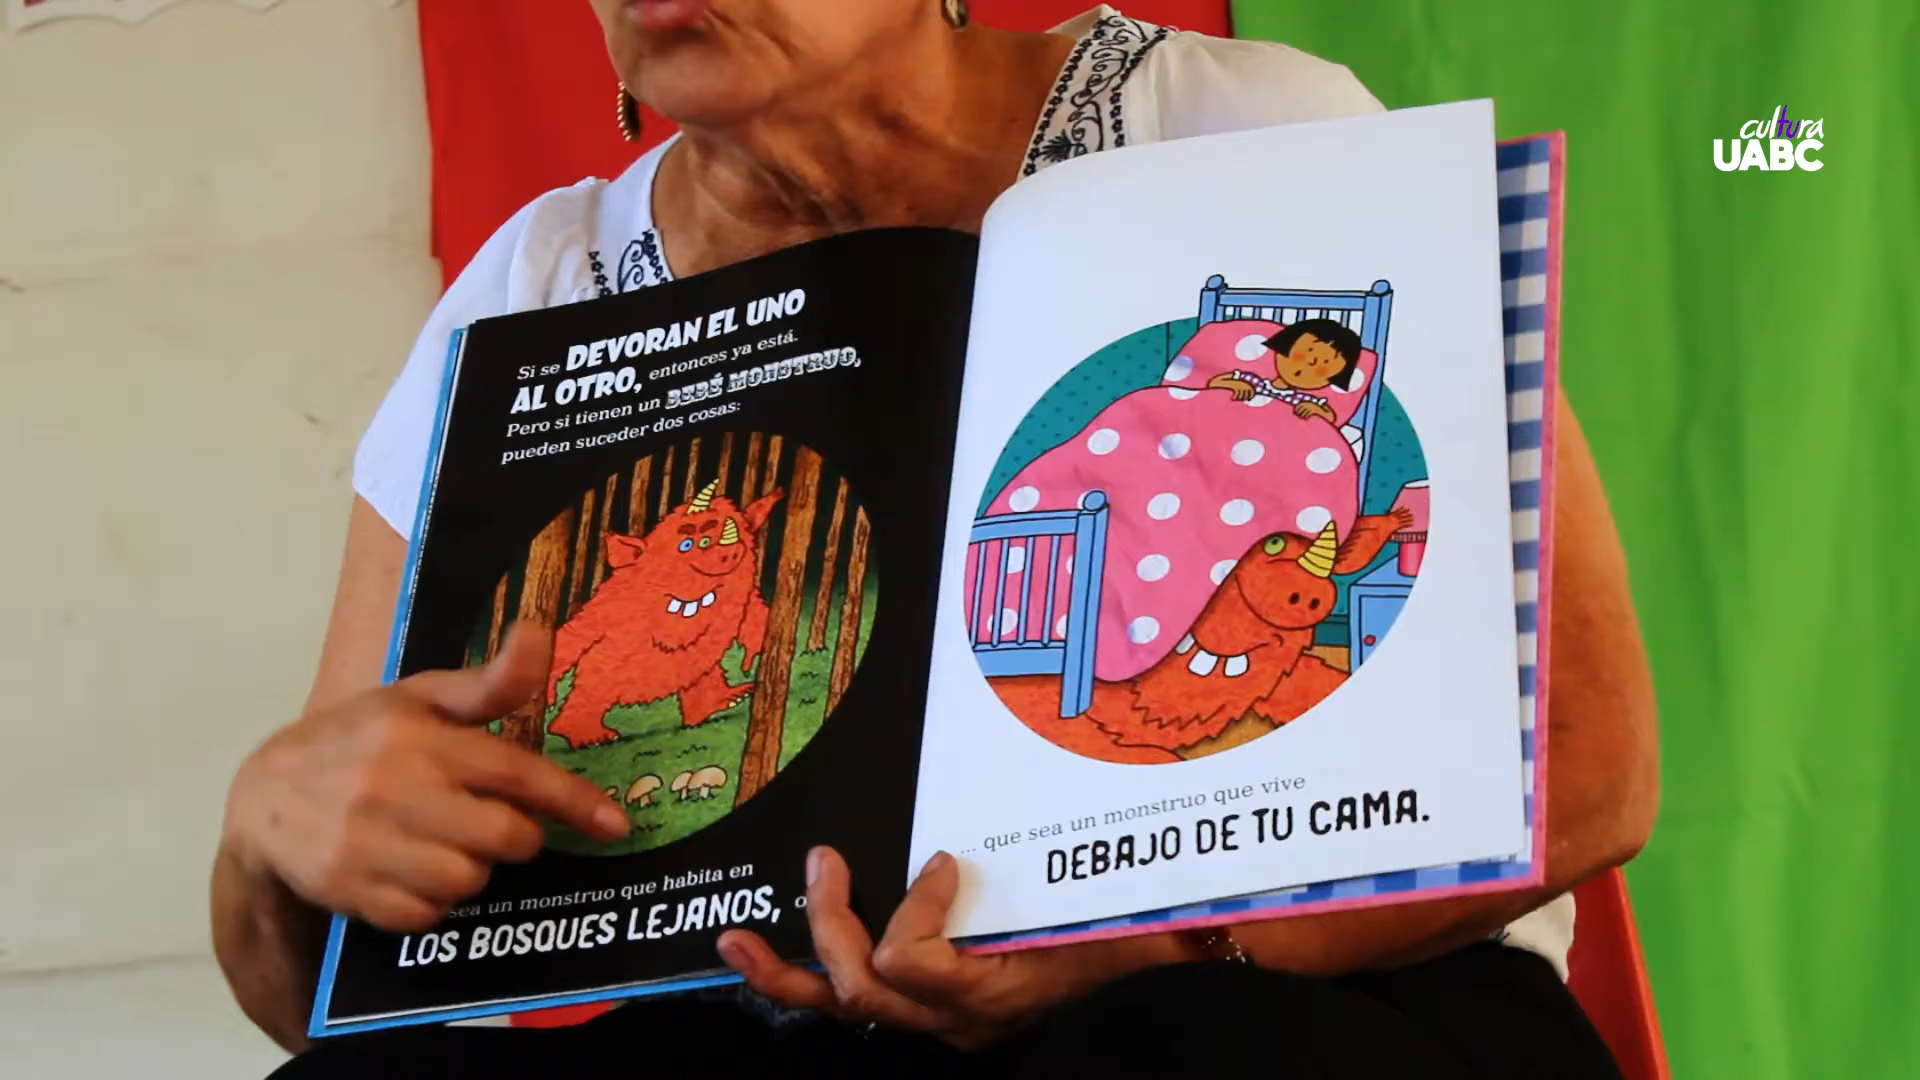 cultura
UABC
Si se DEVORAN EL UNO
AL OTRO, entonces ya está.
Pero si tienen un BEBÉ MONSTRUO,
pueden suceder dos cosas:
sea un monstruo que habita en
LOS BOSQUES LEJANOS, o
... que sea un monstruo que vive
DEBAJO DE TU CAMA.